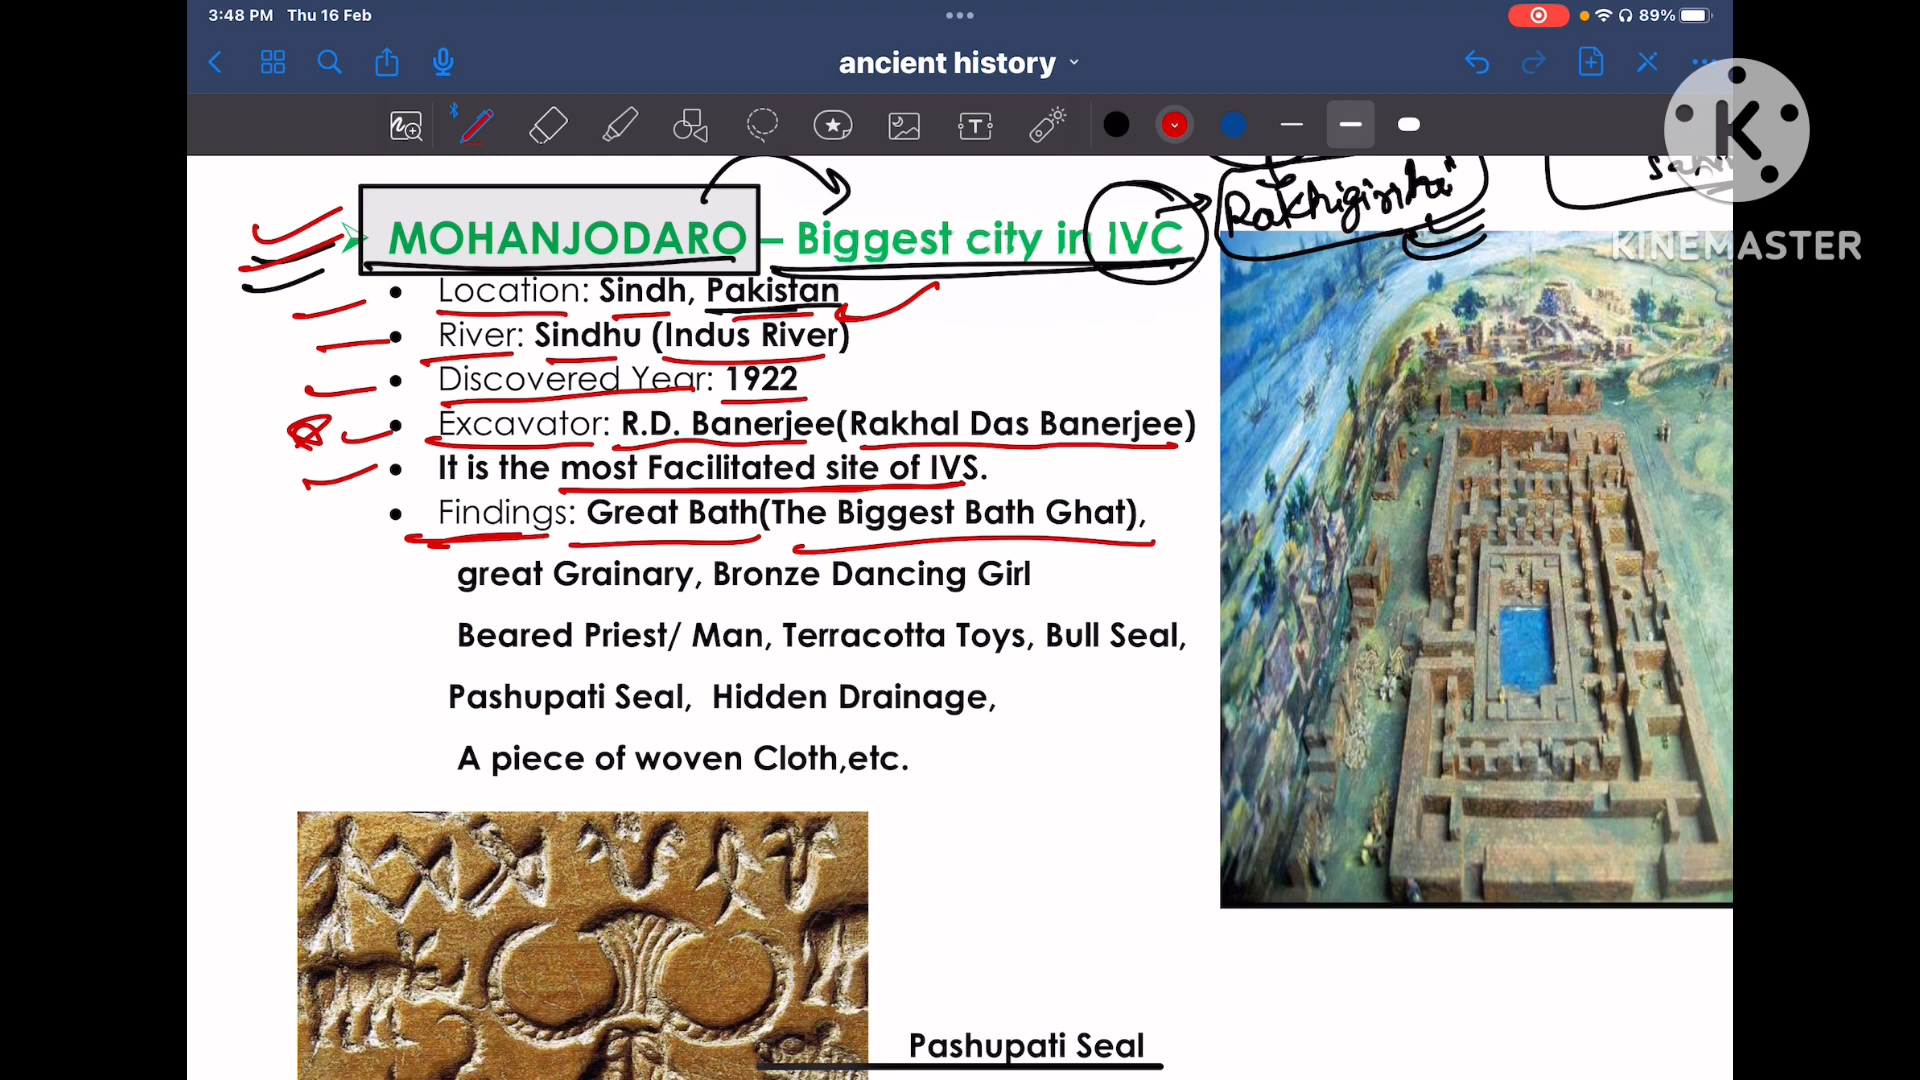 3:48 PM Thu 16 Feb
89%
ancient history
T
K
KINEMASTER
MOHANJODARO – Biggest city in IVC
Rakhigirihi
• Location: Sindh, Pakistan
• River: Sindhu (Indus River)
• Discovered Year: 1922
• Excavator: R.D. Banerjee(Rakhal Das Banerjee)
• It is the most Facilitated site of IVS.
• Findings: Great Bath(The Biggest Bath Ghat),
great Grainary, Bronze Dancing Girl
Beared Priest/ Man, Terracotta Toys, Bull Seal,
Pashupati Seal, Hidden Drainage,
A piece of woven Cloth,etc.
Pashupati Seal